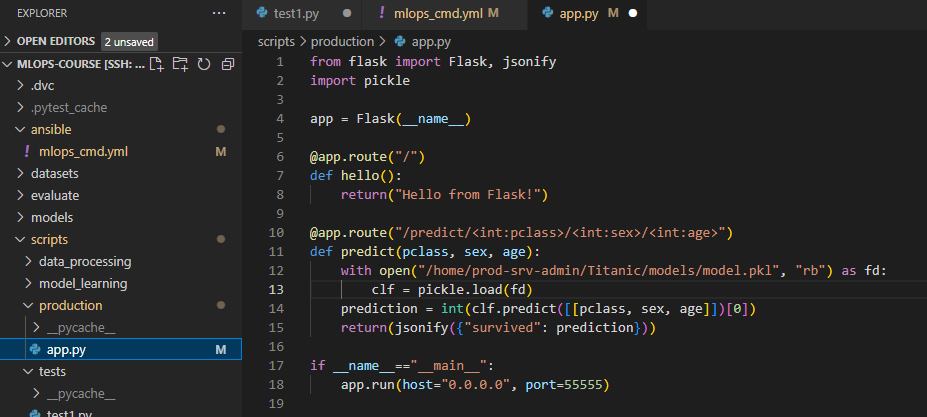 EXPLORER ...
OPEN EDITORS 2 unsaved
MLOPS-COURSE [SSH: ...
.dvc
.pytest_cache
ansible
! mlops_cmd.yml M
datasets
evaluate
models
scripts
data_processing
model_learning
production
__pycache__
app.py M
tests
__pycache__
test1.py
test1.py
! mlops_cmd.yml M
app.py M
scripts > production > app.py
1 from flask import Flask, jsonify
2 import pickle
3
4 app = Flask(__name__)
5
6 @app.route("/")
7 def hello():
8 return("Hello from Flask!")
9
10 @app.route("/predict/<int:pclass>/<int:sex>/<int:age>")
11 def predict(pclass, sex, age):
12 with open("/home/prod-srv-admin/Titanic/models/model.pkl", "rb") as fd:
13 clf = pickle.load(fd)
14 prediction = int(clf.predict([[pclass, sex, age]])[0])
15 return(jsonify({"survived": prediction}))
16
17 if __name__=="__main__":
18 app.run(host="0.0.0.0", port=55555)
19